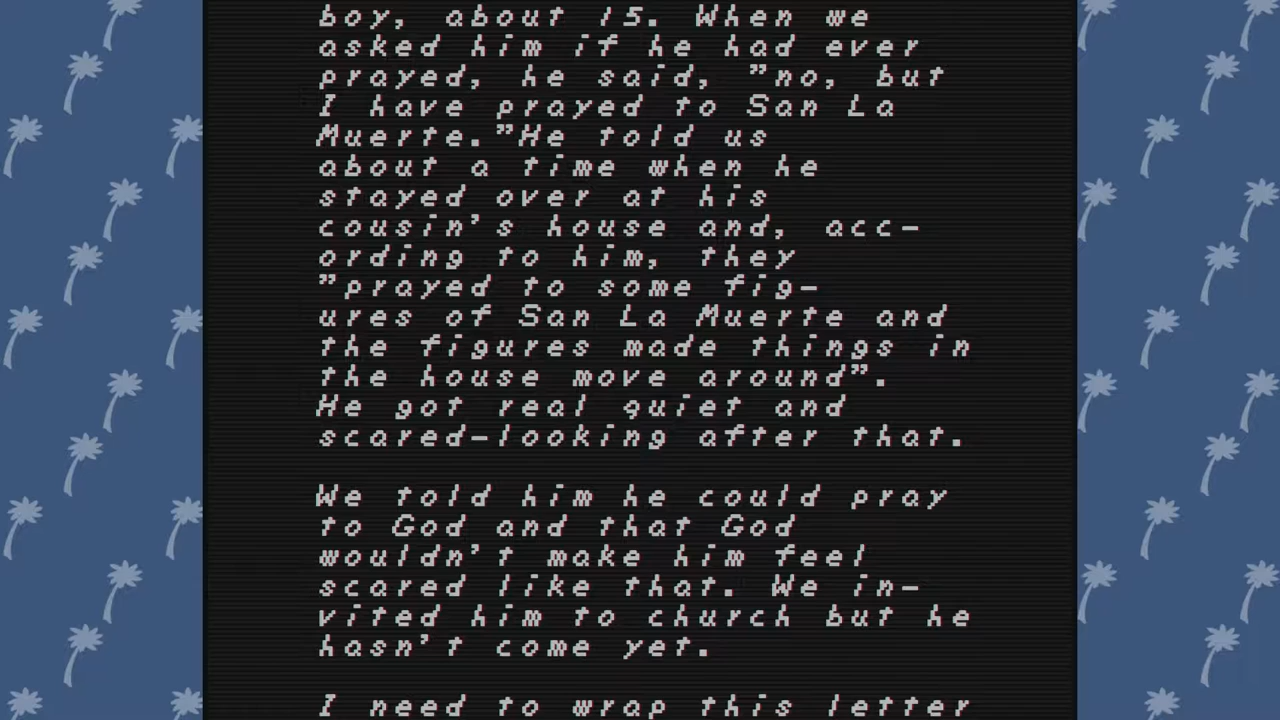 boy, about 15. When we
asked him if he had ever
prayed, he said, "no, but
I have prayed to San La
Muerte."He told us
about a time when he
stayed over at his
cousin's house and, acc-
ording to him, they
"prayed to some fig-
ures of San La Muerte and
the figures made things in
the house move around".
He got real quiet and
scared-looking after that.
We told him he could pray
to God and that God
wouldn't make him feel
scared like that. We in-
vited him to church but he
hasn't come yet.
I need to wrap this letter